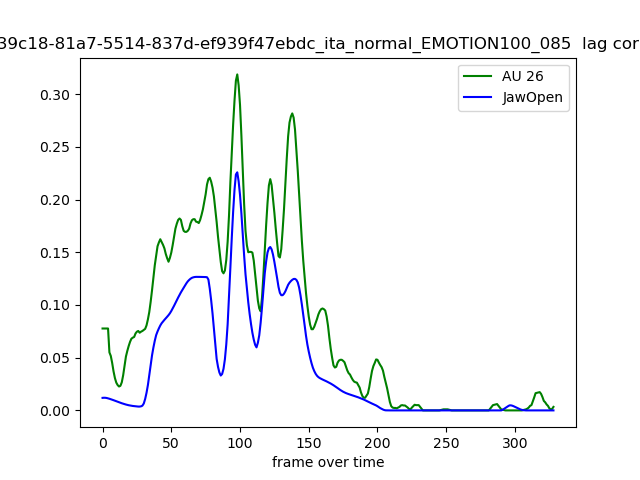 39c18-81a7-5514-837d-ef939f47ebdc_ita_normal_EMOTION100_085 lag cor
AU 26
JawOpen
0.30
0.25
0.20
0.15
0.10
0.05
0.00
0 50 100 150 200 250 300
frame over time